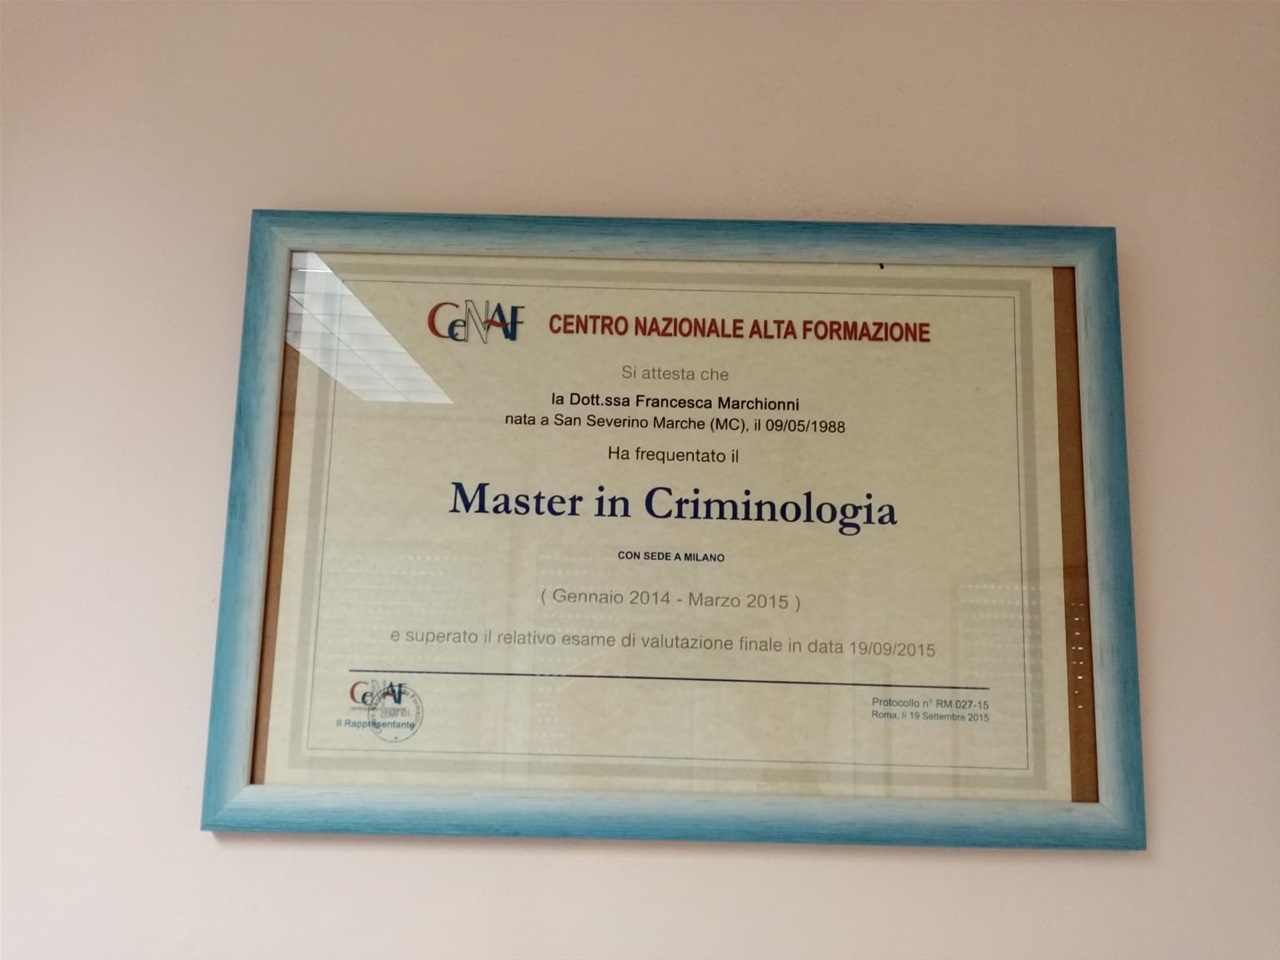 CeNAF CENTRO NAZIONALE ALTA FORMAZIONE
Si attesta che
la Dott.ssa Francesca Marchionni
nata a San Severino Marche (MC), il 09/05/1988
Ha frequentato il
Master in Criminologia
CON SEDE A MILANO
( Gennaio 2014 - Marzo 2015 )
e superato il relativo esame di valutazione finale in data 19/09/2015
CeNAF
Il Rappresentante
Protocollo n° RM 027-15
Roma, lì 19 Settembre 2015